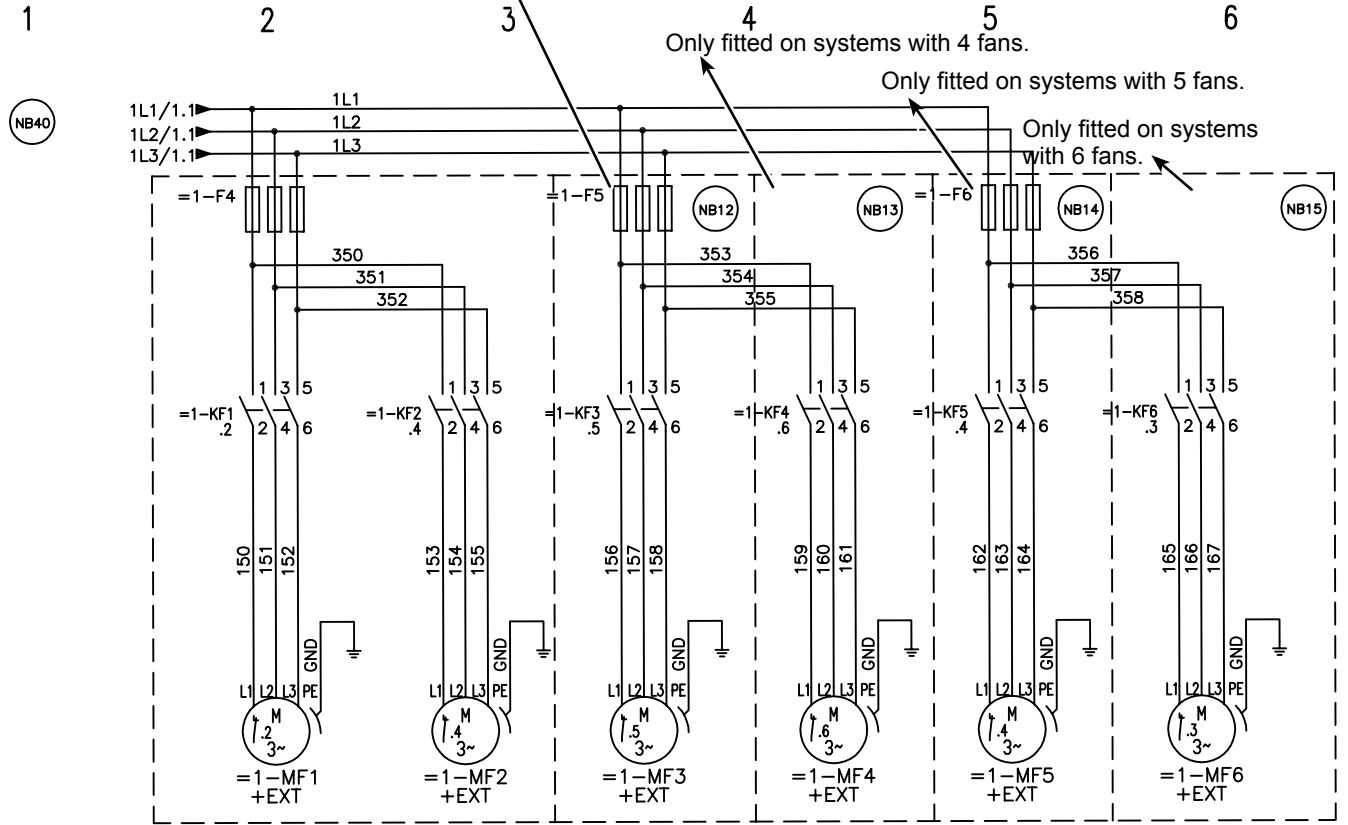 1 2 3 4 5 6
Only fitted on systems with 4 fans.
Only fitted on systems with 5 fans.
Only fitted on systems
with 6 fans.
NB40
1L1/1.1 1L1
1L2/1.1 1L2
1L3/1.1 1L3
=1-F4 =1-F5 NB12 NB13 =1-F6 NB14 NB15
350 353 356
351 354 357
352 355 358
1 3 5 1 3 5 1 3 5 1 3 5 1 3 5 1 3 5
=1-KF1 =1-KF2 =1-KF3 =1-KF4 =1-KF5 =1-KF6
.2 2 4 6 .4 2 4 6 .5 2 4 6 .6 2 4 6 .4 2 4 6 .3 2 4 6
150 151 152 153 154 155 156 157 158 159 160 161 162 163 164 165 166 167
GND GND GND GND GND GND
L1 L2 L3 PE L1 L2 L3 PE L1 L2 L3 PE L1 L2 L3 PE L1 L2 L3 PE L1 L2 L3 PE
M M M M M M
.2 .4 .5 .6 .4 .3
3~ 3~ 3~ 3~ 3~ 3~
=1-MF1 =1-MF2 =1-MF3 =1-MF4 =1-MF5 =1-MF6
+EXT +EXT +EXT +EXT +EXT +EXT